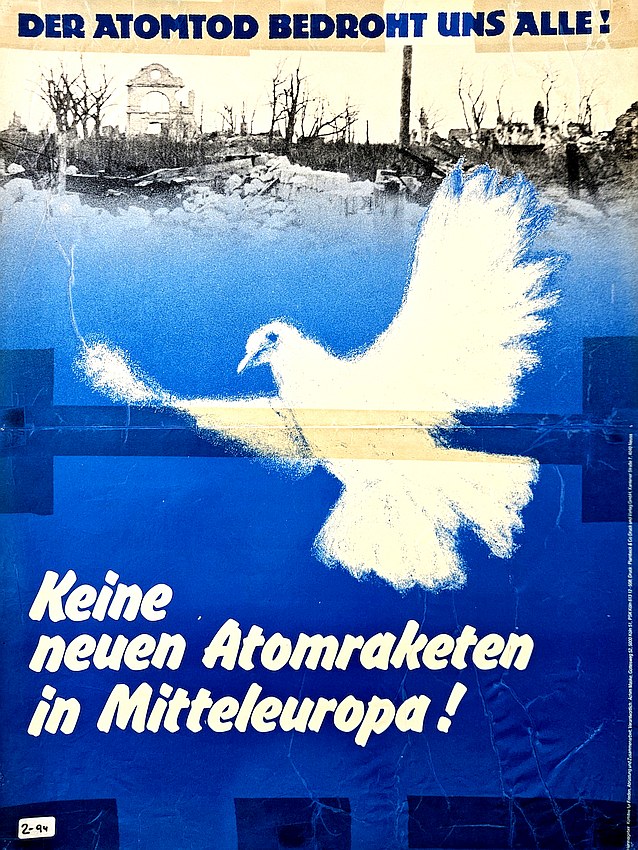 DER ATOMTOD BEDROHT UNS ALLE!
Keine
neuen Atomraketen
in Mitteleuropa!
2-94